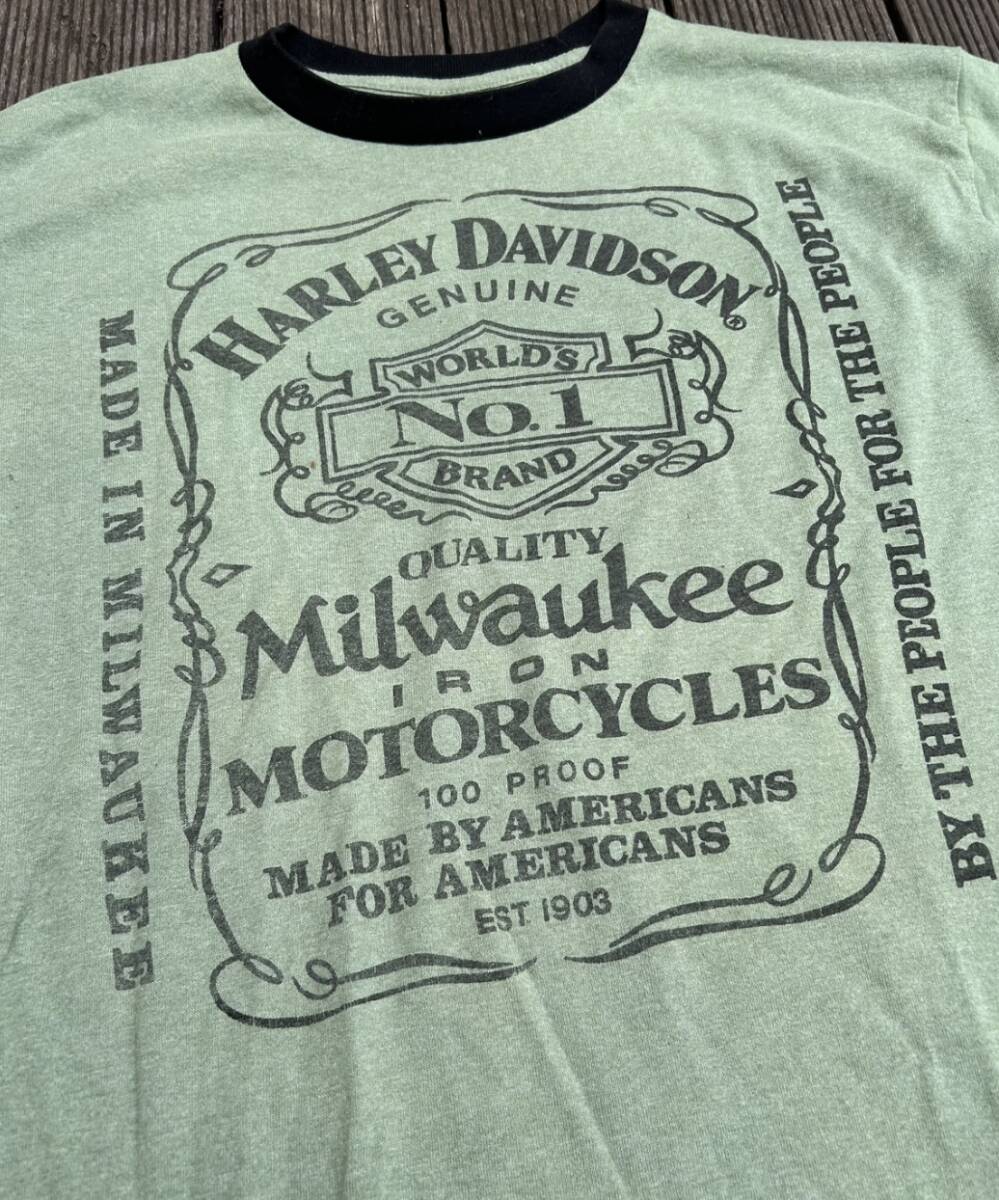 HARLEY DAVIDSON®
GENUINE
WORLD'S
No. 1
BRAND
QUALITY
Milwaukee
IRON
MOTORCYCLES
100 PROOF
MADE BY AMERICANS
FOR AMERICANS
EST 1903
MADE IN MILWAUKEE
BY THE PEOPLE FOR THE PEOPLE